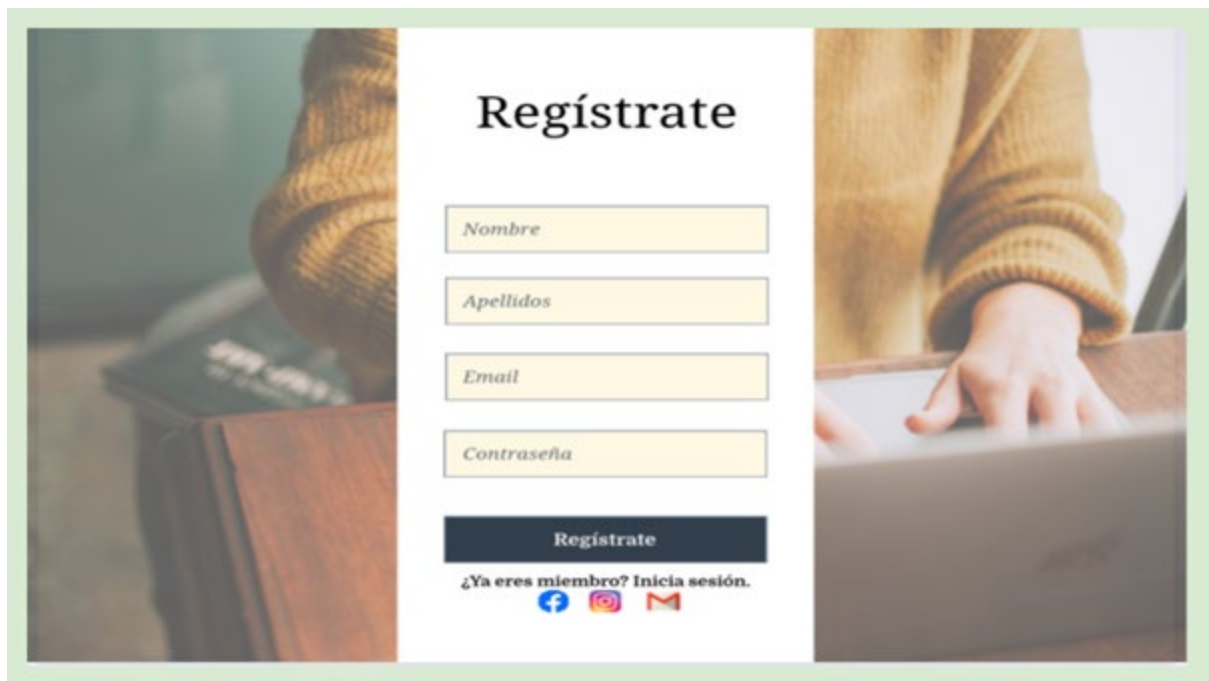 Regístrate
Nombre
Apellidos
Email
Contraseña
Regístrate
¿Ya eres miembro? Inicia sesión.